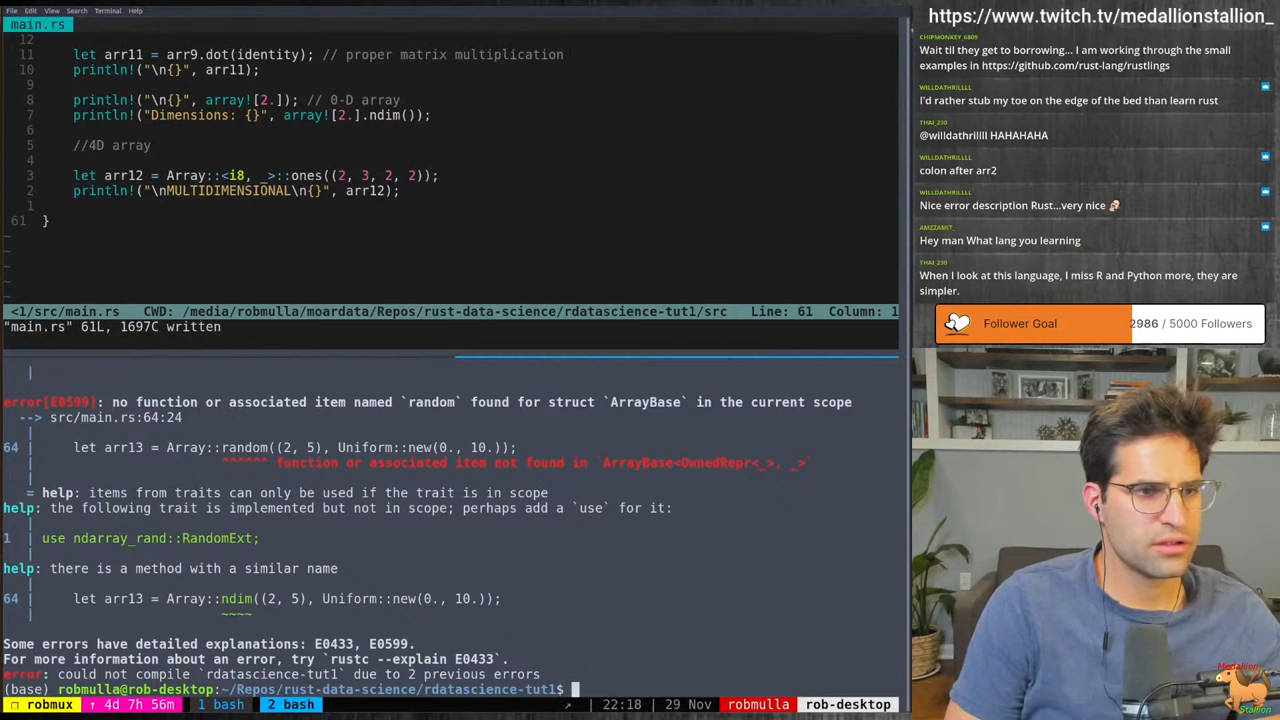 File Edit View Search Terminal Help
main.rs
12
11 let arr11 = arr9.dot(identity); // proper matrix multiplication
10 println!("\n{}", arr11);
9
8 println!("\n{}", array![2.]); // 0-D array
7 println!("Dimensions: {}", array![2.].ndim());
6
5 //4D array
4
3 let arr12 = Array::<i8, _>::ones((2, 3, 2, 2));
2 println!("\nMULTIDIMENSIONAL\n{}", arr12);
1
61 }
~
~
~
~
<1/src/main.rs CWD: /media/robmulla/moardata/Repos/rust-data-science/rdatascience-tut1/src Line: 61 Column: 1
"main.rs" 61L, 1697C written
|
error[E0599]: no function or associated item named `random` found for struct `ArrayBase` in the current scope
--> src/main.rs:64:24
|
64 | let arr13 = Array::random((2, 5), Uniform::new(0., 10.));
| ^^^^^^ function or associated item not found in `ArrayBase<OwnedRepr<_>, _>`
|
= help: items from traits can only be used if the trait is in scope
help: the following trait is implemented but not in scope; perhaps add a `use` for it:
|
1 | use ndarray_rand::RandomExt;
|
help: there is a method with a similar name
|
64 | let arr13 = Array::ndim((2, 5), Uniform::new(0., 10.));
| ~~~~
Some errors have detailed explanations: E0433, E0599.
For more information about an error, try `rustc --explain E0433`.
error: could not compile `rdatascience-tut1` due to 2 previous errors
(base) robmulla@rob-desktop:~/Repos/rust-data-science/rdatascience-tut1$
robmux ↑ 4d 7h 56m 1 bash 2 bash ↗ | 22:18 | 29 Nov robmulla rob-desktop
https://www.twitch.tv/medallionstallion_
CHIPMONKEY_6809
Wait til they get to borrowing... I am working through the small
examples in https://github.com/rust-lang/rustlings
WILLDATHRILLLL
I'd rather stub my toe on the edge of the bed than learn rust
THAI_230
@willdathrillll HAHAHAHA
WILLDATHRILLLL
colon after arr2
WILLDATHRILLLL
Nice error description Rust...very nice
AMZZAMIT_
Hey man What lang you learning
THAI_230
When I look at this language, I miss R and Python more, they are
simpler.
Follower Goal 2986 / 5000 Followers
Medallion
Stallion